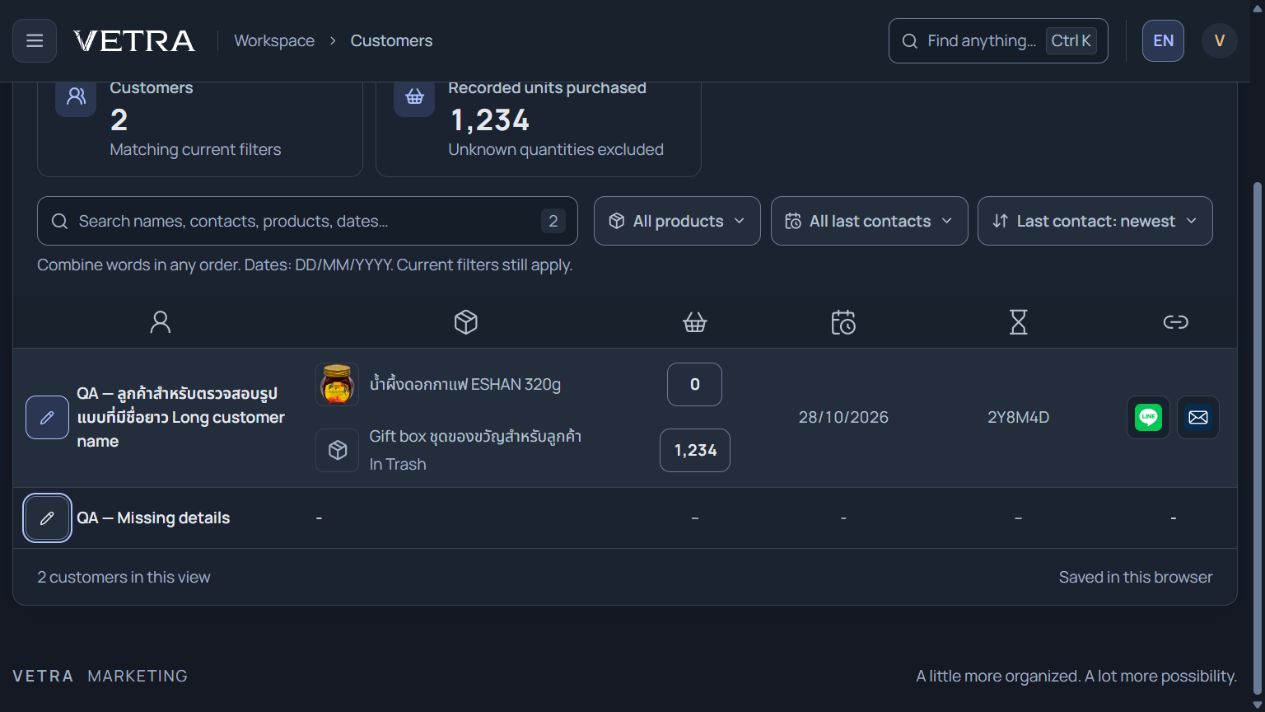 VETRA
Workspace > Customers
Find anything... Ctrl K
EN
V
Customers
2
Matching current filters
Recorded units purchased
1,234
Unknown quantities excluded
Search names, contacts, products, dates...
2
All products
All last contacts
Last contact: newest
Combine words in any order. Dates: DD/MM/YYYY. Current filters still apply.
QA — ลูกค้าสำหรับตรวจสอบรูป
แบบที่มีชื่อยาว Long customer
name
น้ำผึ้งดอกกาแฟ ESHAN 320g
0
Gift box ชุดของขวัญสำหรับลูกค้า
In Trash
1,234
28/10/2026
2Y8M4D
LINE
QA — Missing details
- – - – -
2 customers in this view
Saved in this browser
VETRA MARKETING
A little more organized. A lot more possibility.